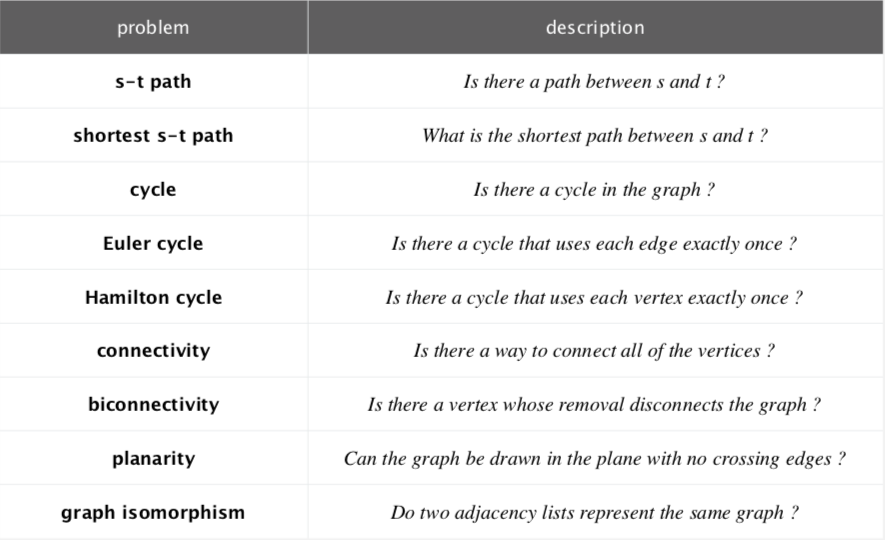 problem description
s-t path Is there a path between s and t ?
shortest s-t path What is the shortest path between s and t ?
cycle Is there a cycle in the graph ?
Euler cycle Is there a cycle that uses each edge exactly once ?
Hamilton cycle Is there a cycle that uses each vertex exactly once ?
connectivity Is there a way to connect all of the vertices ?
biconnectivity Is there a vertex whose removal disconnects the graph ?
planarity Can the graph be drawn in the plane with no crossing edges ?
graph isomorphism Do two adjacency lists represent the same graph ?